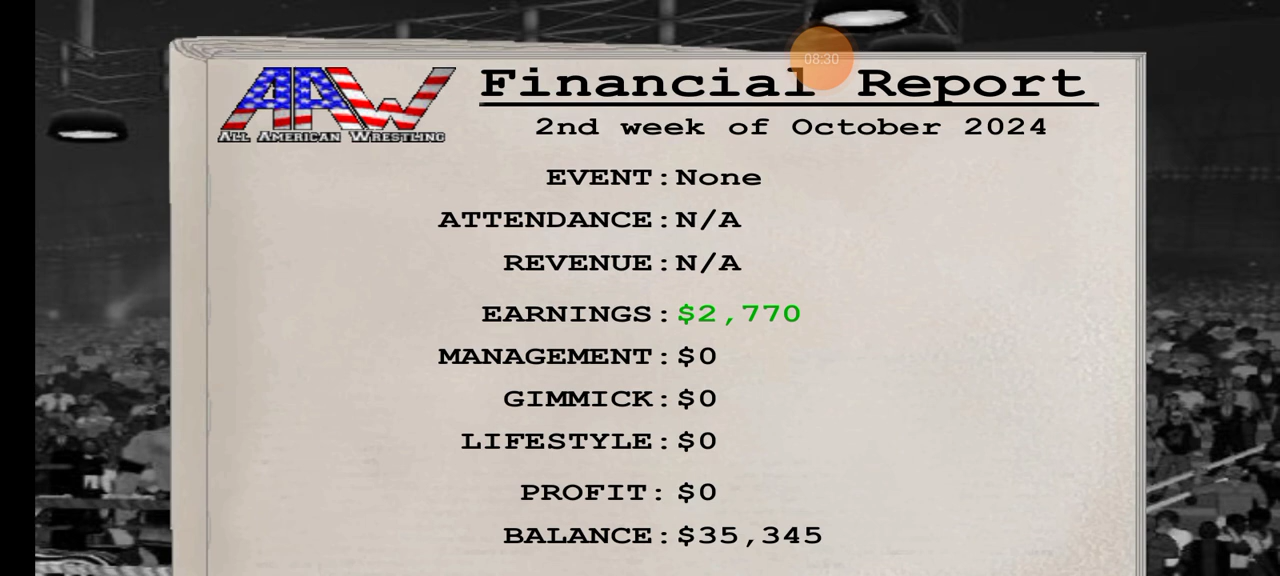 AAW
ALL AMERICAN WRESTLING
Financial Report
08:30
2nd week of October 2024
EVENT:None
ATTENDANCE:N/A
REVENUE:N/A
EARNINGS:$2,770
MANAGEMENT:$0
GIMMICK:$0
LIFESTYLE:$0
PROFIT:$0
BALANCE:$35,345